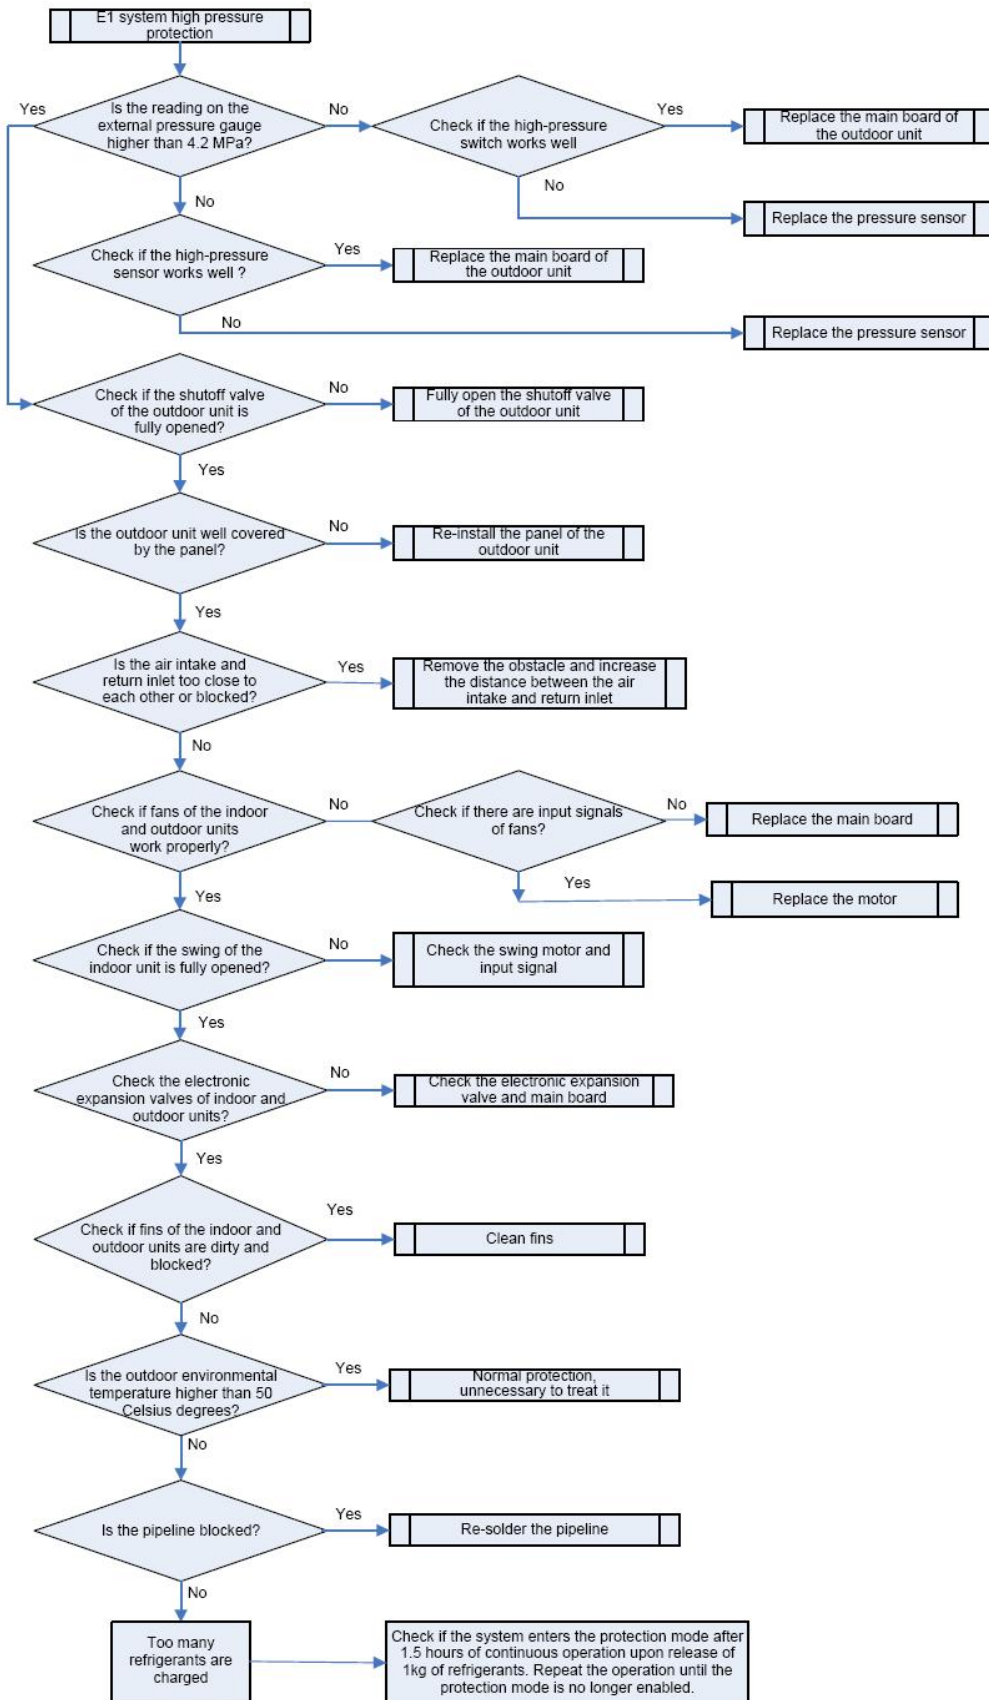 E1 system high pressure
protection
Yes
Is the reading on the
external pressure gauge
higher than 4.2 MPa?
No
Check if the high-pressure
switch works well
Yes
Replace the main board of
the outdoor unit
No
No
Replace the pressure sensor
Check if the high-pressure
sensor works well ?
Yes
Replace the main board of
the outdoor unit
No
Replace the pressure sensor
Check if the shutoff valve
of the outdoor unit is
fully opened?
No
Fully open the shutoff valve
of the outdoor unit
Yes
Is the outdoor unit well covered
by the panel?
No
Re-install the panel of the
outdoor unit
Yes
Is the air intake and
return inlet too close to
each other or blocked?
Yes
Remove the obstacle and increase
the distance between the air
intake and return inlet
No
Check if fans of the indoor
and outdoor units
work properly?
No
Check if there are input signals
of fans?
No
Replace the main board
Yes
Replace the motor
Yes
Check if the swing of the
indoor unit is fully opened?
No
Check the swing motor and
input signal
Yes
Check the electronic
expansion valves of indoor and
outdoor units?
No
Check the electronic expansion
valve and main board
Yes
Check if fins of the indoor and
outdoor units are dirty and
blocked?
Yes
Clean fins
No
Is the outdoor environmental
temperature higher than 50
Celsius degrees?
Yes
Normal protection,
unnecessary to treat it
No
Is the pipeline blocked?
Yes
Re-solder the pipeline
No
Too many
refrigerants are
charged
Check if the system enters the protection mode after
1.5 hours of continuous operation upon release of
1kg of refrigerants. Repeat the operation until the
protection mode is no longer enabled.